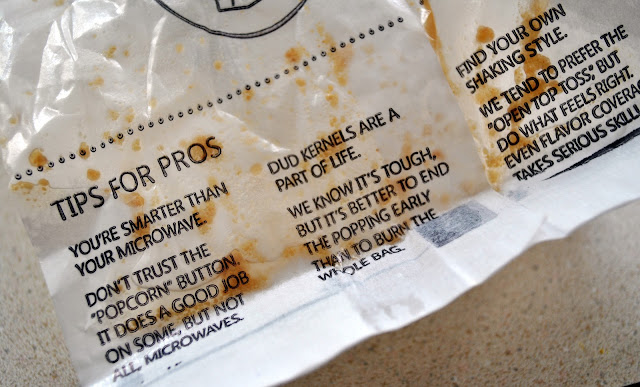 TIPS FOR PROS
YOU'RE SMARTER THAN
YOUR MICROWAVE.
DON'T TRUST THE
"POPCORN" BUTTON.
IT DOES A GOOD JOB
ON SOME, BUT NOT
ALL MICROWAVES.
DUD KERNELS ARE A
PART OF LIFE.
WE KNOW IT'S TOUGH,
BUT IT'S BETTER TO END
THE POPPING EARLY
THAN TO BURN THE
WHOLE BAG.
FIND YOUR OWN
SHAKING STYLE.
WE TEND TO PREFER THE
"OPEN TOP TOSS," BUT
DO WHAT FEELS RIGHT.
EVEN FLAVOR COVERAG
TAKES SERIOUS SKILL